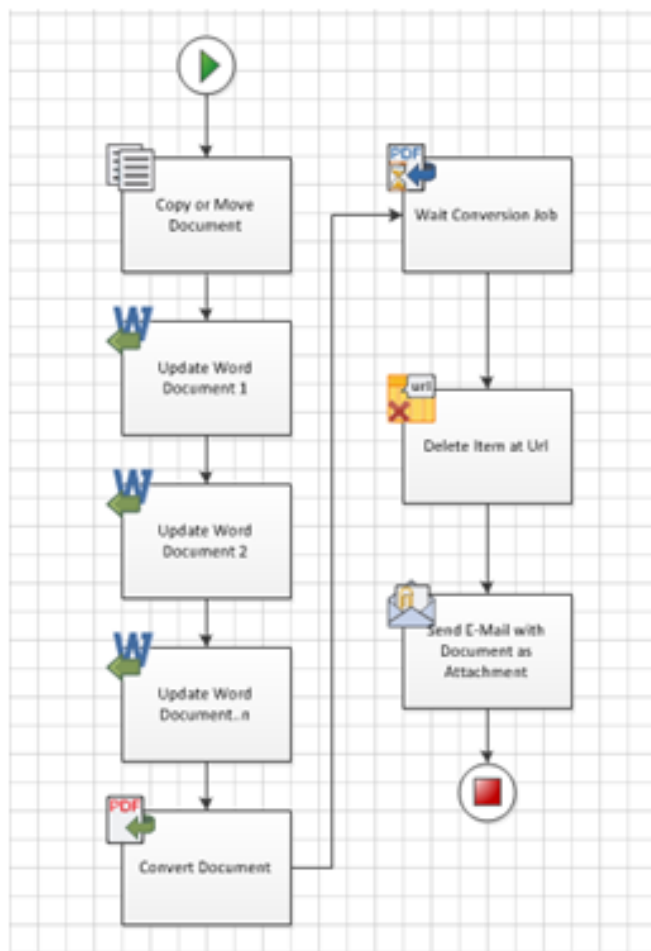 Copy or Move
Document
W
Update Word
Document 1
W
Update Word
Document 2
W
Update Word
Document..n
PDF
Convert Document
PDF
Wait Conversion Job
url
Delete Item at Url
Send E-Mail with
Document as
Attachment